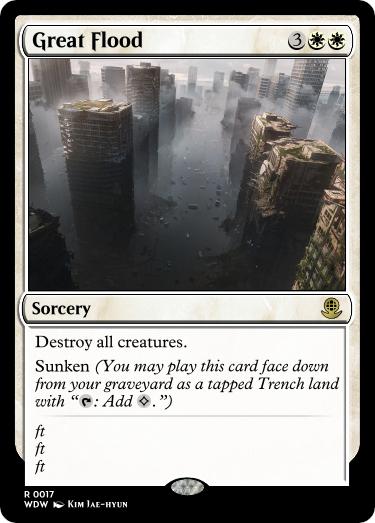 Great Flood 3
Sorcery
Destroy all creatures.
Sunken (You may play this card face down
from your graveyard as a tapped Trench land
with “: Add .”)
ft
ft
ft
R 0017
WDW Kim Jae-hyun